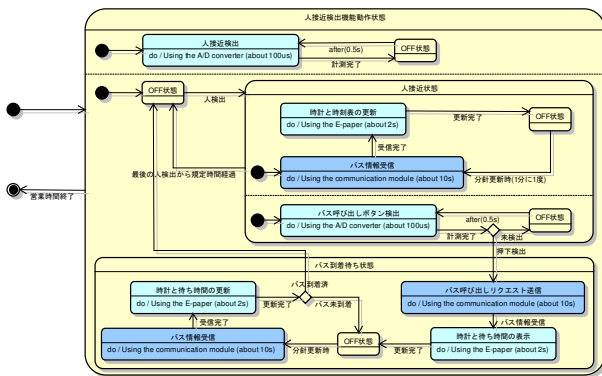 人接近検出機能動作状態
人接近検出
do / Using the A/D converter (about 100us)
after(0.5s)
計測完了
OFF状態
OFF状態
人検出
人接近状態
時計と時刻表の更新
do / Using the E-paper (about 2s)
更新完了
OFF状態
受信完了
バス情報受信
do / Using the communication module (about 10s)
分針更新時(1分に1度)
最後の人検出から規定時間経過
営業時間終了
バス呼び出しボタン検出
do / Using the A/D converter (about 100us)
after(0.5s)
計測完了
OFF状態
未検出
押下検出
バス到着待ち状態
時計と待ち時間の更新
do / Using the E-paper (about 2s)
更新完了
バス到着済
バス未到着
バス呼び出しリクエスト送信
do / Using the communication module (about 10s)
受信完了
バス情報受信
バス情報受信
do / Using the communication module (about 10s)
分針更新時
OFF状態
更新完了
時計と待ち時間の表示
do / Using the E-paper (about 2s)